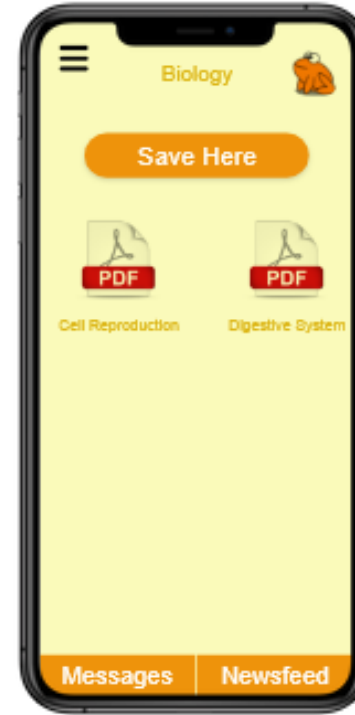 Biology
Save Here
PDF PDF
Cell Reproduction Digestive System
Messages Newsfeed